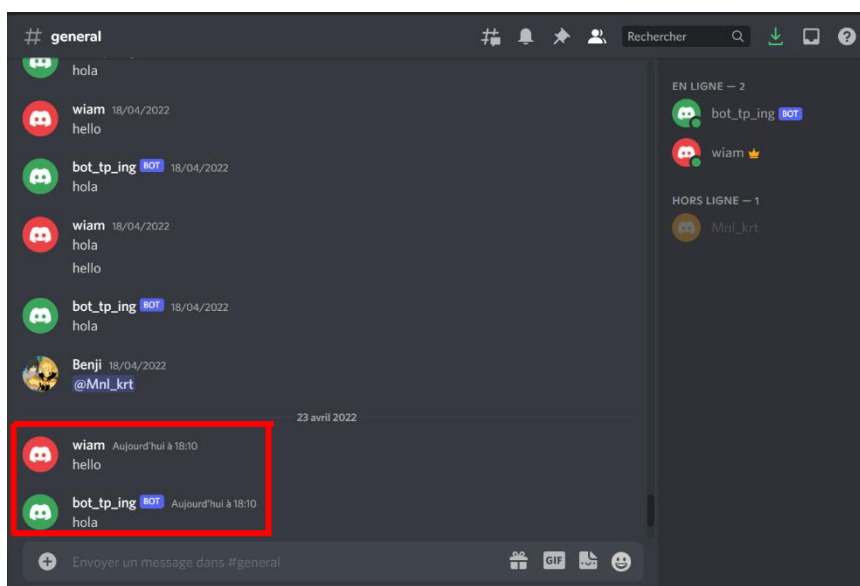 general
Rechercher
hola
wiam 18/04/2022
hello
bot_tp_ing BOT 18/04/2022
hola
wiam 18/04/2022
hola
hello
bot_tp_ing BOT 18/04/2022
hola
Benji 18/04/2022
@Mnl_krt
23 avril 2022
wiam Aujourd'hui à 18:10
hello
bot_tp_ing BOT Aujourd'hui à 18:10
hola
Envoyer un message dans #general
GIF
EN LIGNE — 2
bot_tp_ing BOT
wiam
HORS LIGNE — 1
Mnl_krt